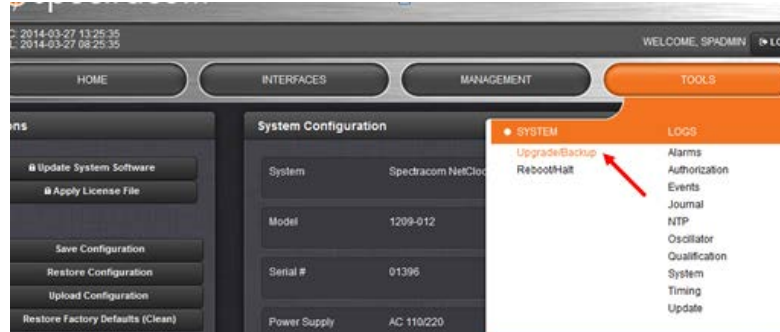 spectracom
2014-03-27 13:25:35
2014-03-27 08:25:35
WELCOME, SPADMIN
HOME
INTERFACES
MANAGEMENT
TOOLS
ons
System Configuration
SYSTEM
LOGS
Upgrade/Backup
Reboot/Halt
Alarms
Authorization
Events
Journal
NTP
Oscillator
Qualification
System
Timing
Update
Update System Software
Apply License File
Save Configuration
Restore Configuration
Upload Configuration
Restore Factory Defaults (Clean)
System
Spectracom NetCloc
Model
1209-012
Serial #
01396
Power Supply
AC 110/220